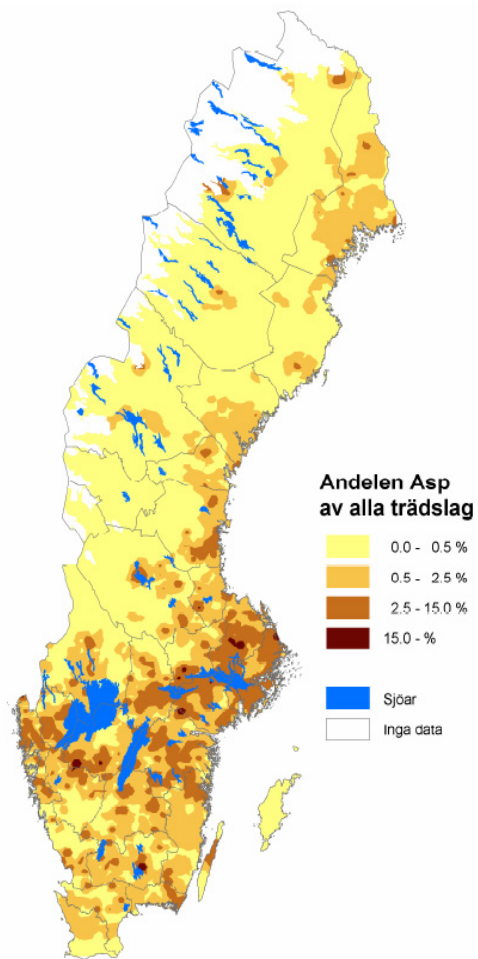 Andelen Asp
av alla trädslag
0.0 - 0.5 %
0.5 - 2.5 %
2.5 - 15.0 %
15.0 - %
Sjöar
Inga data